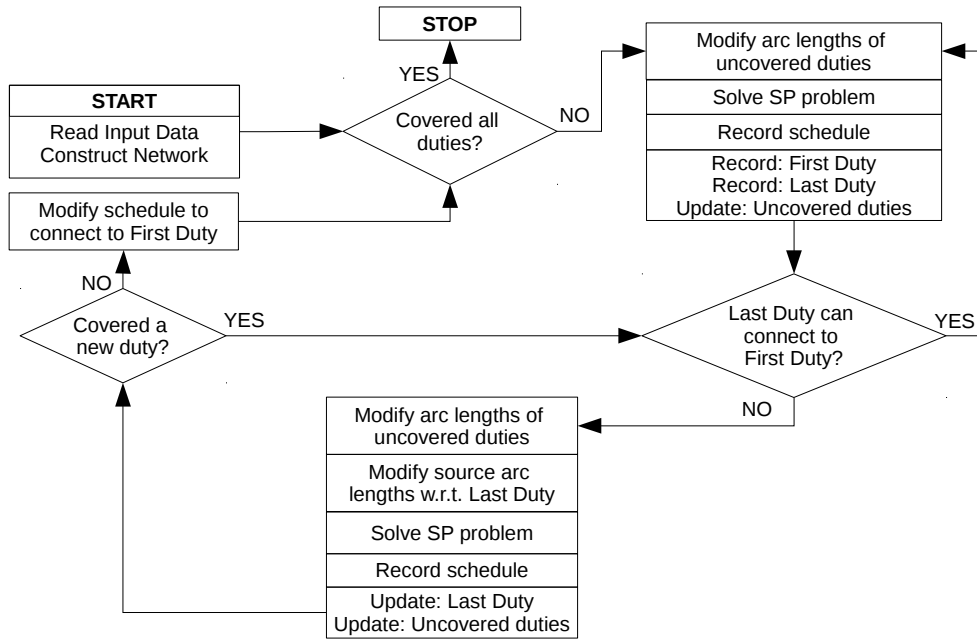 STOP
YES
START
Read Input Data
Construct Network
Covered all
duties?
NO
Modify arc lengths of
uncovered duties
Solve SP problem
Record schedule
Record: First Duty
Record: Last Duty
Update: Uncovered duties
Modify schedule to
connect to First Duty
NO
Covered a
new duty?
YES
Last Duty can
connect to
First Duty?
YES
NO
Modify arc lengths of
uncovered duties
Modify source arc
lengths w.r.t. Last Duty
Solve SP problem
Record schedule
Update: Last Duty
Update: Uncovered duties